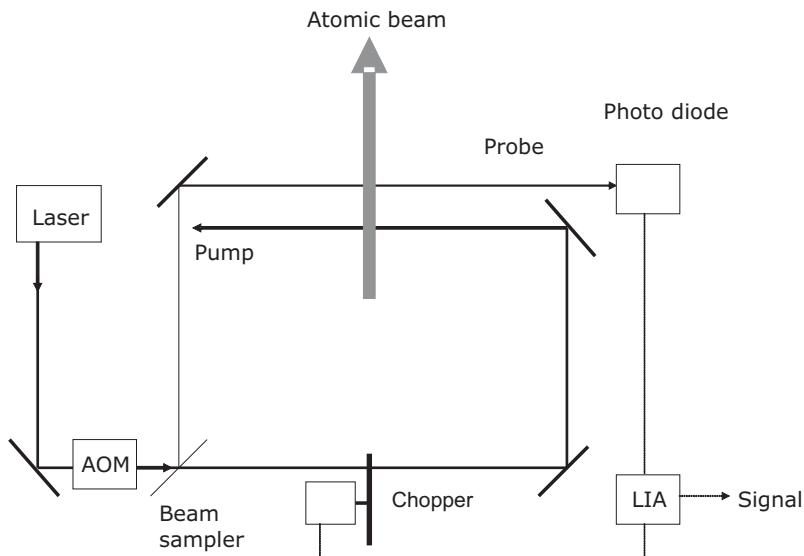 Atomic beam
Photo diode
Probe
Laser
Pump
AOM
Beam
sampler
Chopper
LIA
Signal